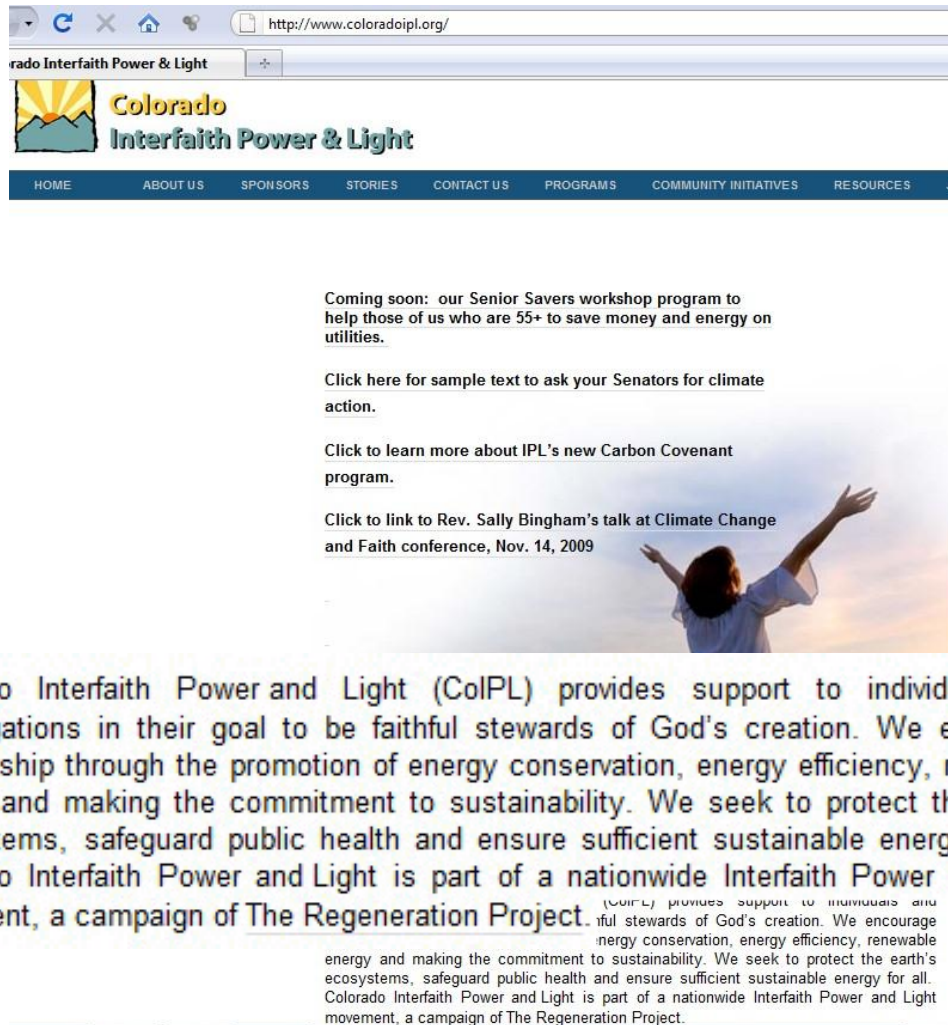 http://www.coloradoipl.org/
rado Interfaith Power & Light
Colorado
Interfaith Power & Light
HOME ABOUT US SPONSORS STORIES CONTACT US PROGRAMS COMMUNITY INITIATIVES RESOURCES
Coming soon: our Senior Savers workshop program to
help those of us who are 55+ to save money and energy on
utilities.
Click here for sample text to ask your Senators for climate
action.
Click to learn more about IPL's new Carbon Covenant
program.
Click to link to Rev. Sally Bingham's talk at Climate Change
and Faith conference, Nov. 14, 2009
o Interfaith Power and Light (CoIPL) provides support to individ
ations in their goal to be faithful stewards of God's creation. We e
ship through the promotion of energy conservation, energy efficiency,
and making the commitment to sustainability. We seek to protect th
ems, safeguard public health and ensure sufficient sustainable energ
o Interfaith Power and Light is part of a nationwide Interfaith Power
ent, a campaign of The Regeneration Project.
(CoIPL) provides support to individuals and
ful stewards of God's creation. We encourage
nergy conservation, energy efficiency, renewable
energy and making the commitment to sustainability. We seek to protect the earth's
ecosystems, safeguard public health and ensure sufficient sustainable energy for all.
Colorado Interfaith Power and Light is part of a nationwide Interfaith Power and Light
movement, a campaign of The Regeneration Project.